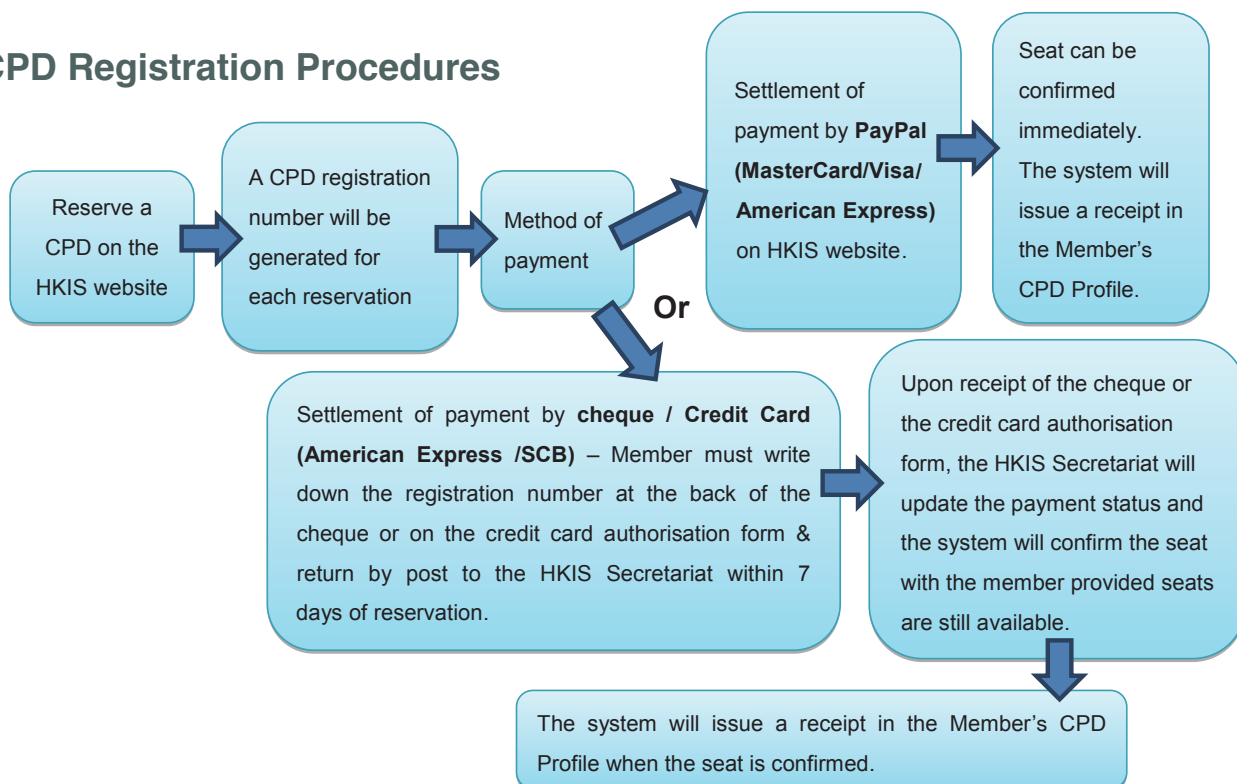 CPD Registration Procedures
Reserve a
CPD on the
HKIS website
A CPD registration
number will be
generated for
each reservation
Method of
payment
Settlement of
payment by PayPal
(MasterCard/Visa/
American Express)
on HKIS website.
Seat can be
confirmed
immediately.
The system will
issue a receipt in
the Member’s
CPD Profile.
Or
Settlement of payment by cheque / Credit Card
(American Express /SCB) – Member must write
down the registration number at the back of the
cheque or on the credit card authorisation form &
return by post to the HKIS Secretariat within 7
days of reservation.
Upon receipt of the cheque or
the credit card authorisation
form, the HKIS Secretariat will
update the payment status and
the system will confirm the seat
with the member provided seats
are still available.
The system will issue a receipt in the Member’s CPD
Profile when the seat is confirmed.